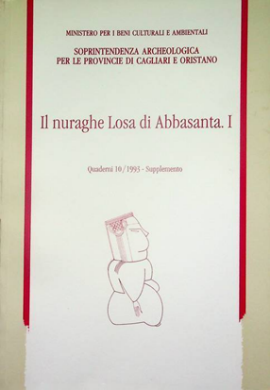 MINISTERO PER I BENI CULTURALI E AMBIENTALI
SOPRINTENDENZA ARCHEOLOGICA
PER LE PROVINCIE DI CAGLIARI E ORISTANO
Il nuraghe Losa di Abbasanta. I
Quaderni 10/1993 - Supplemento